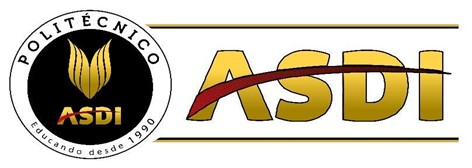 POLITÉCNICO
ASDI
Educando desde 1990
ASDI